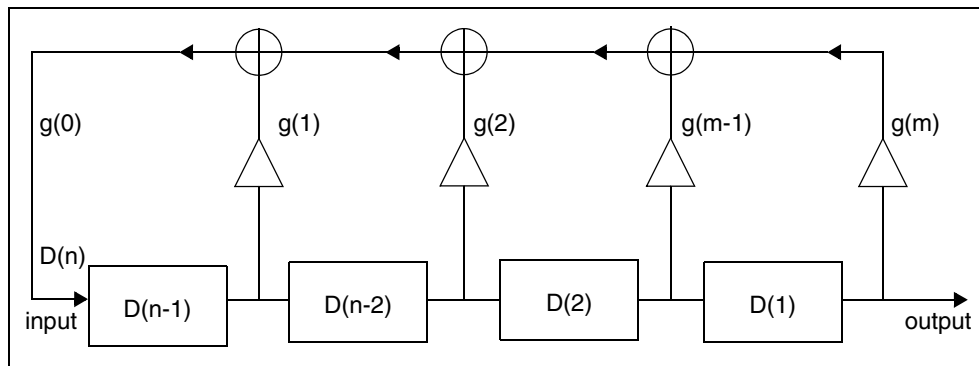 g(0)
g(1)
g(2)
g(m-1)
g(m)
D(n)
D(n-1)
D(n-2)
D(2)
D(1)
input
output